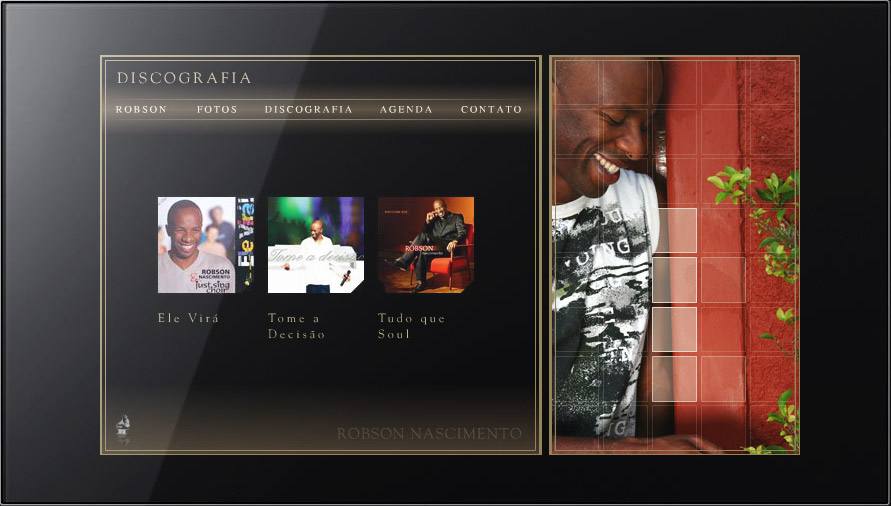 DISCOGRAFIA
ROBSON FOTOS DISCOGRAFIA AGENDA CONTATO
ROBSON
& NASCIMENTO
just sing
choir
Tome a decisão
ROBSON
Ele Virá
Tome a
Decisão
Tudo que
Soul
ROBSON NASCIMENTO